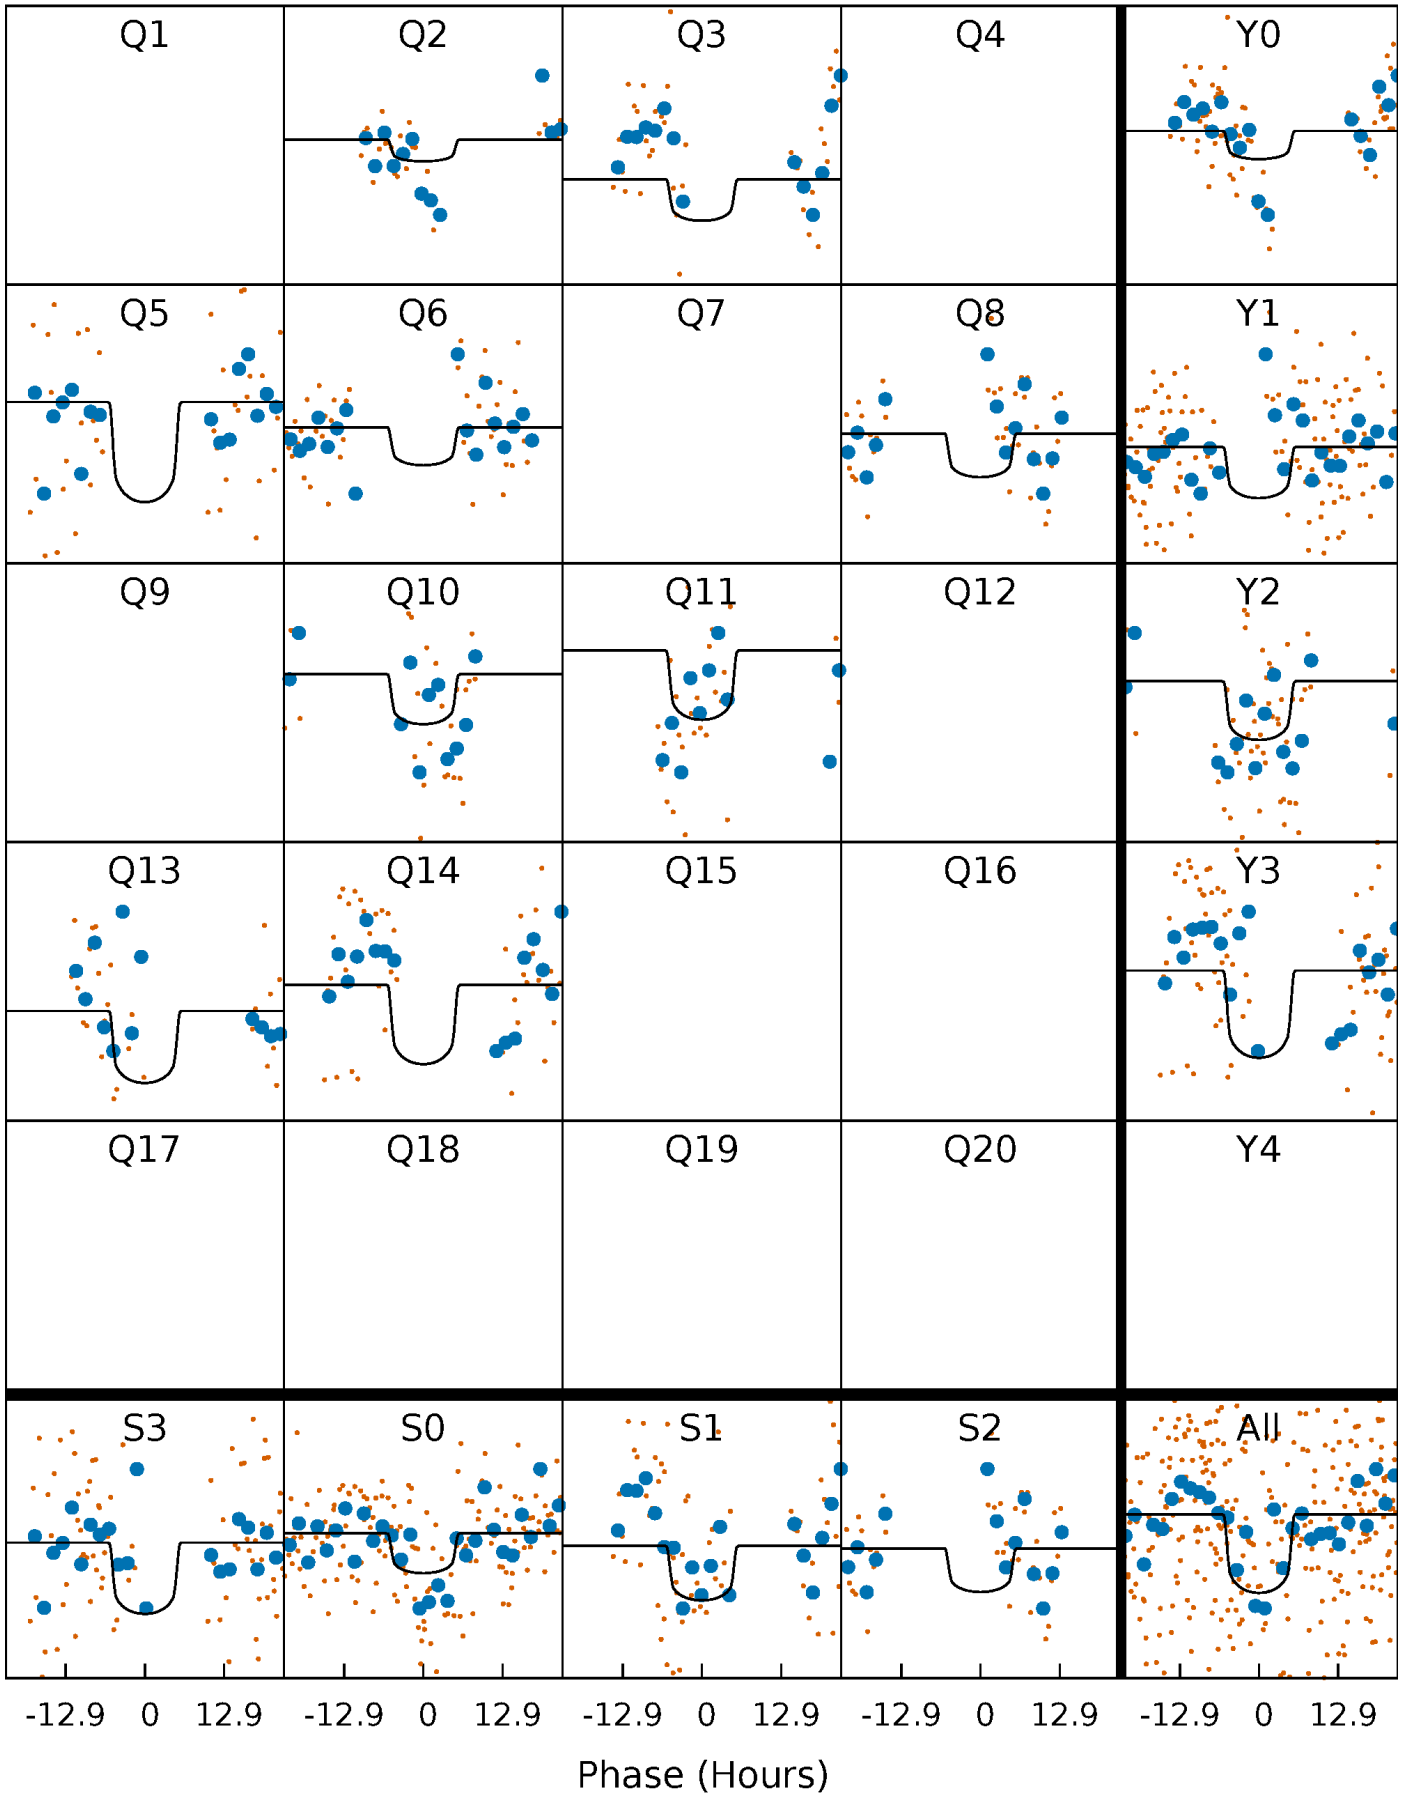 Q1 Q2 Q3 Q4 Y0
Q5 Q6 Q7 Q8 Y1
Q9 Q10 Q11 Q12 Y2
Q13 Q14 Q15 Q16 Y3
Q17 Q18 Q19 Q20 Y4
S3 S0 S1 S2 All
-12.9 0 12.9 -12.9 0 12.9 -12.9 0 12.9 -12.9 0 12.9 -12.9 0 12.9
Phase (Hours)